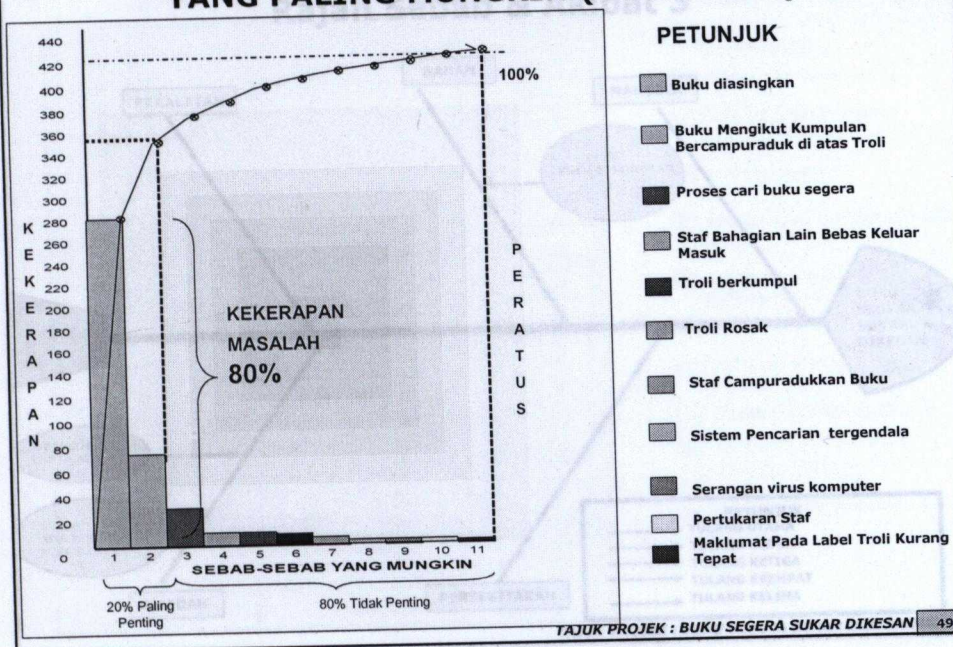 YANG PALING
440
420
400
380
360
340
320
300
280
260
240
220
200
180
160
140
120
100
80
60
40
20
0
KEKERAPAN
100%
KEKERAPAN
MASALAH
80%
PERATUS
1 2 3 4 5 6 7 8 9 10 11
SEBAB-SEBAB YANG MUNGKIN
20% Paling
Penting
80% Tidak Penting
PETUNJUK
Buku diasingkan
Buku Mengikut Kumpulan
Bercampuraduk di atas Troli
Proses cari buku segera
Staf Bahagian Lain Bebas Keluar
Masuk
Troli berkumpul
Troli Rosak
Staf Campuradukkan Buku
Sistem Pencarian tergendala
Serangan virus komputer
Pertukaran Staf
Maklumat Pada Label Troli Kurang
Tepat
TAJUK PROJEK : BUKU SEGERA SUKAR DIKESAN 49